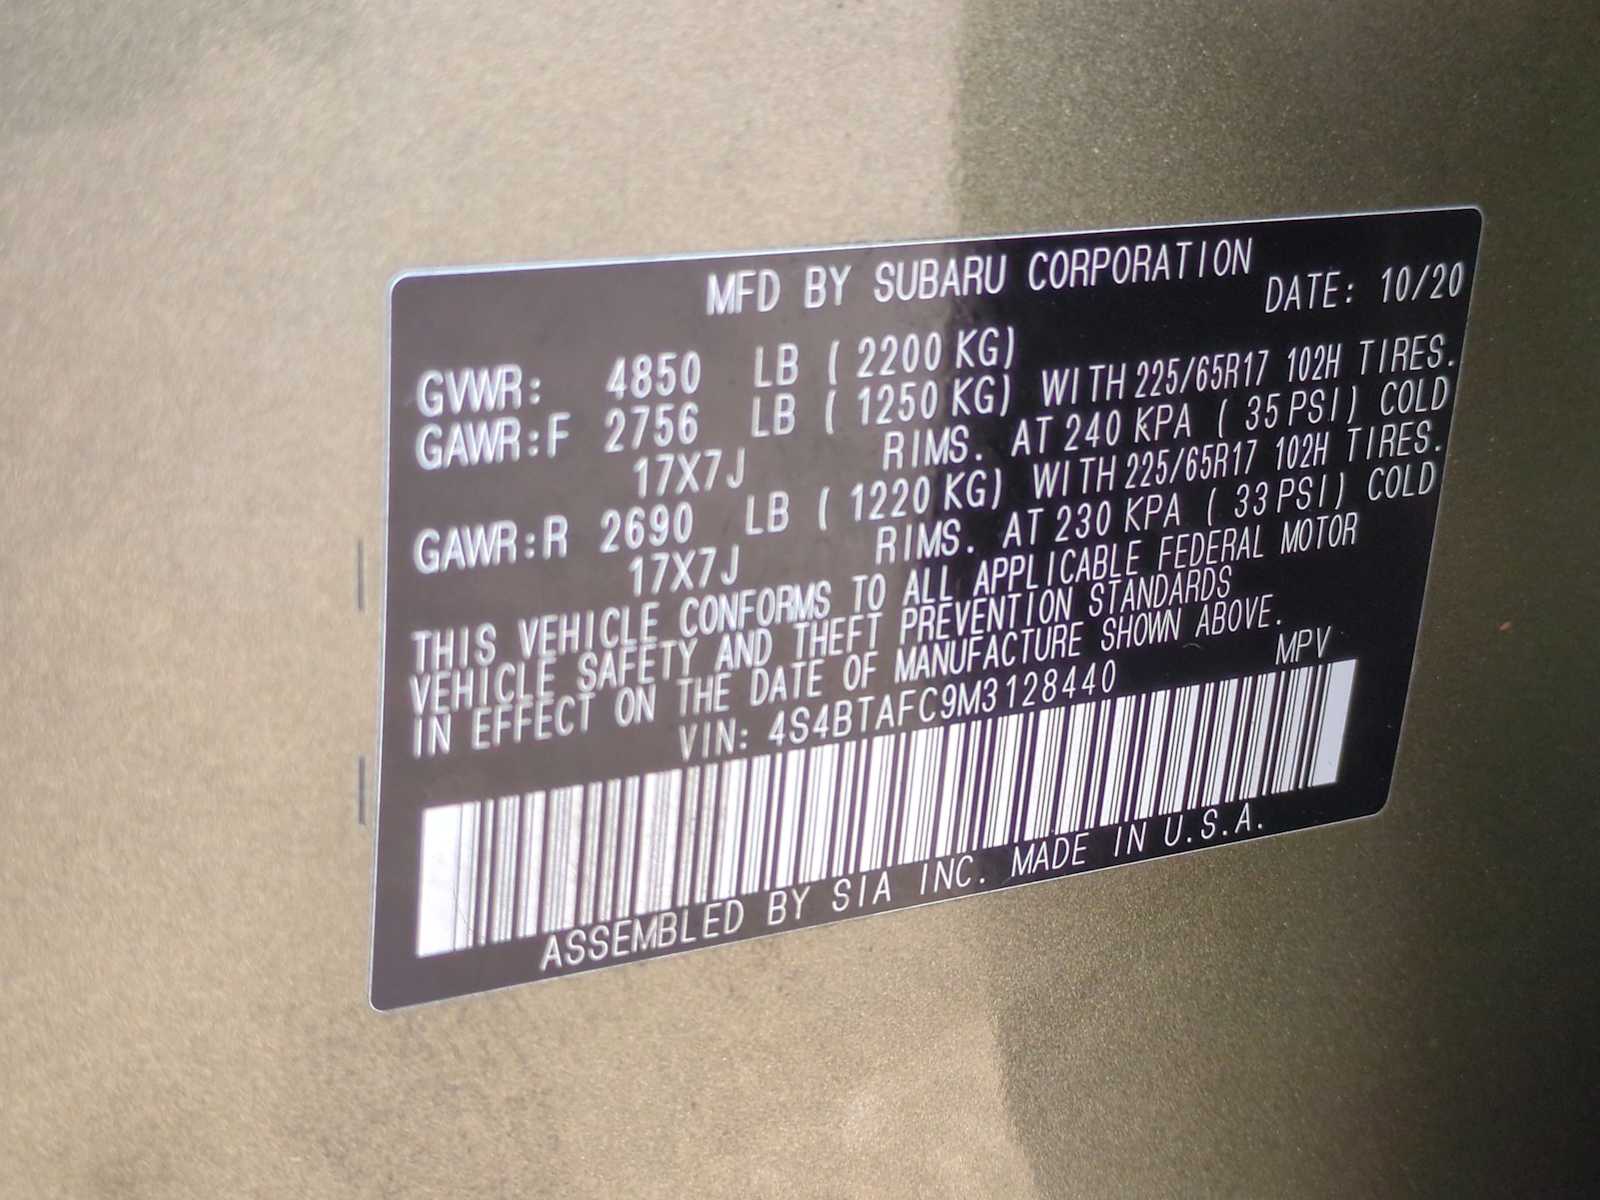 MFD BY SUBARU CORPORATION
DATE: 10/20
GVWR: 4850 LB ( 2200 KG)
GAWR:F 2756 LB ( 1250 KG) WITH 225/65R17 102H TIRES.
17X7J RIMS. AT 240 KPA ( 35 PSI) COLD
GAWR:R 2690 LB ( 1220 KG) WITH 225/65R17 102H TIRES.
17X7J RIMS. AT 230 KPA ( 33 PSI) COLD
THIS VEHICLE CONFORMS TO ALL APPLICABLE FEDERAL MOTOR
VEHICLE SAFETY AND THEFT PREVENTION STANDARDS
IN EFFECT ON THE DATE OF MANUFACTURE SHOWN ABOVE.
VIN: 4S4BTAFC9M3128440 MPV
ASSEMBLED BY SIA INC. MADE IN U.S.A.